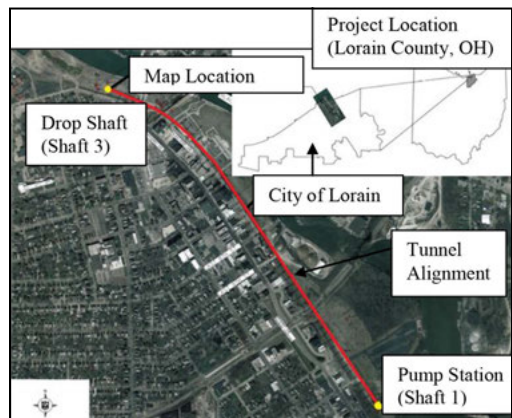 Project Location
(Lorain County, OH)
Map Location
Drop Shaft
(Shaft 3)
City of Lorain
Tunnel
Alignment
Pump Station
(Shaft 1)